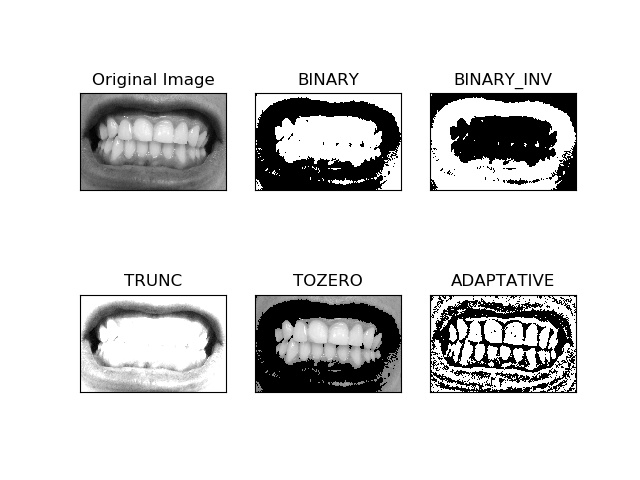 Original Image
BINARY
BINARY_INV
TRUNC
TOZERO
ADAPTATIVE